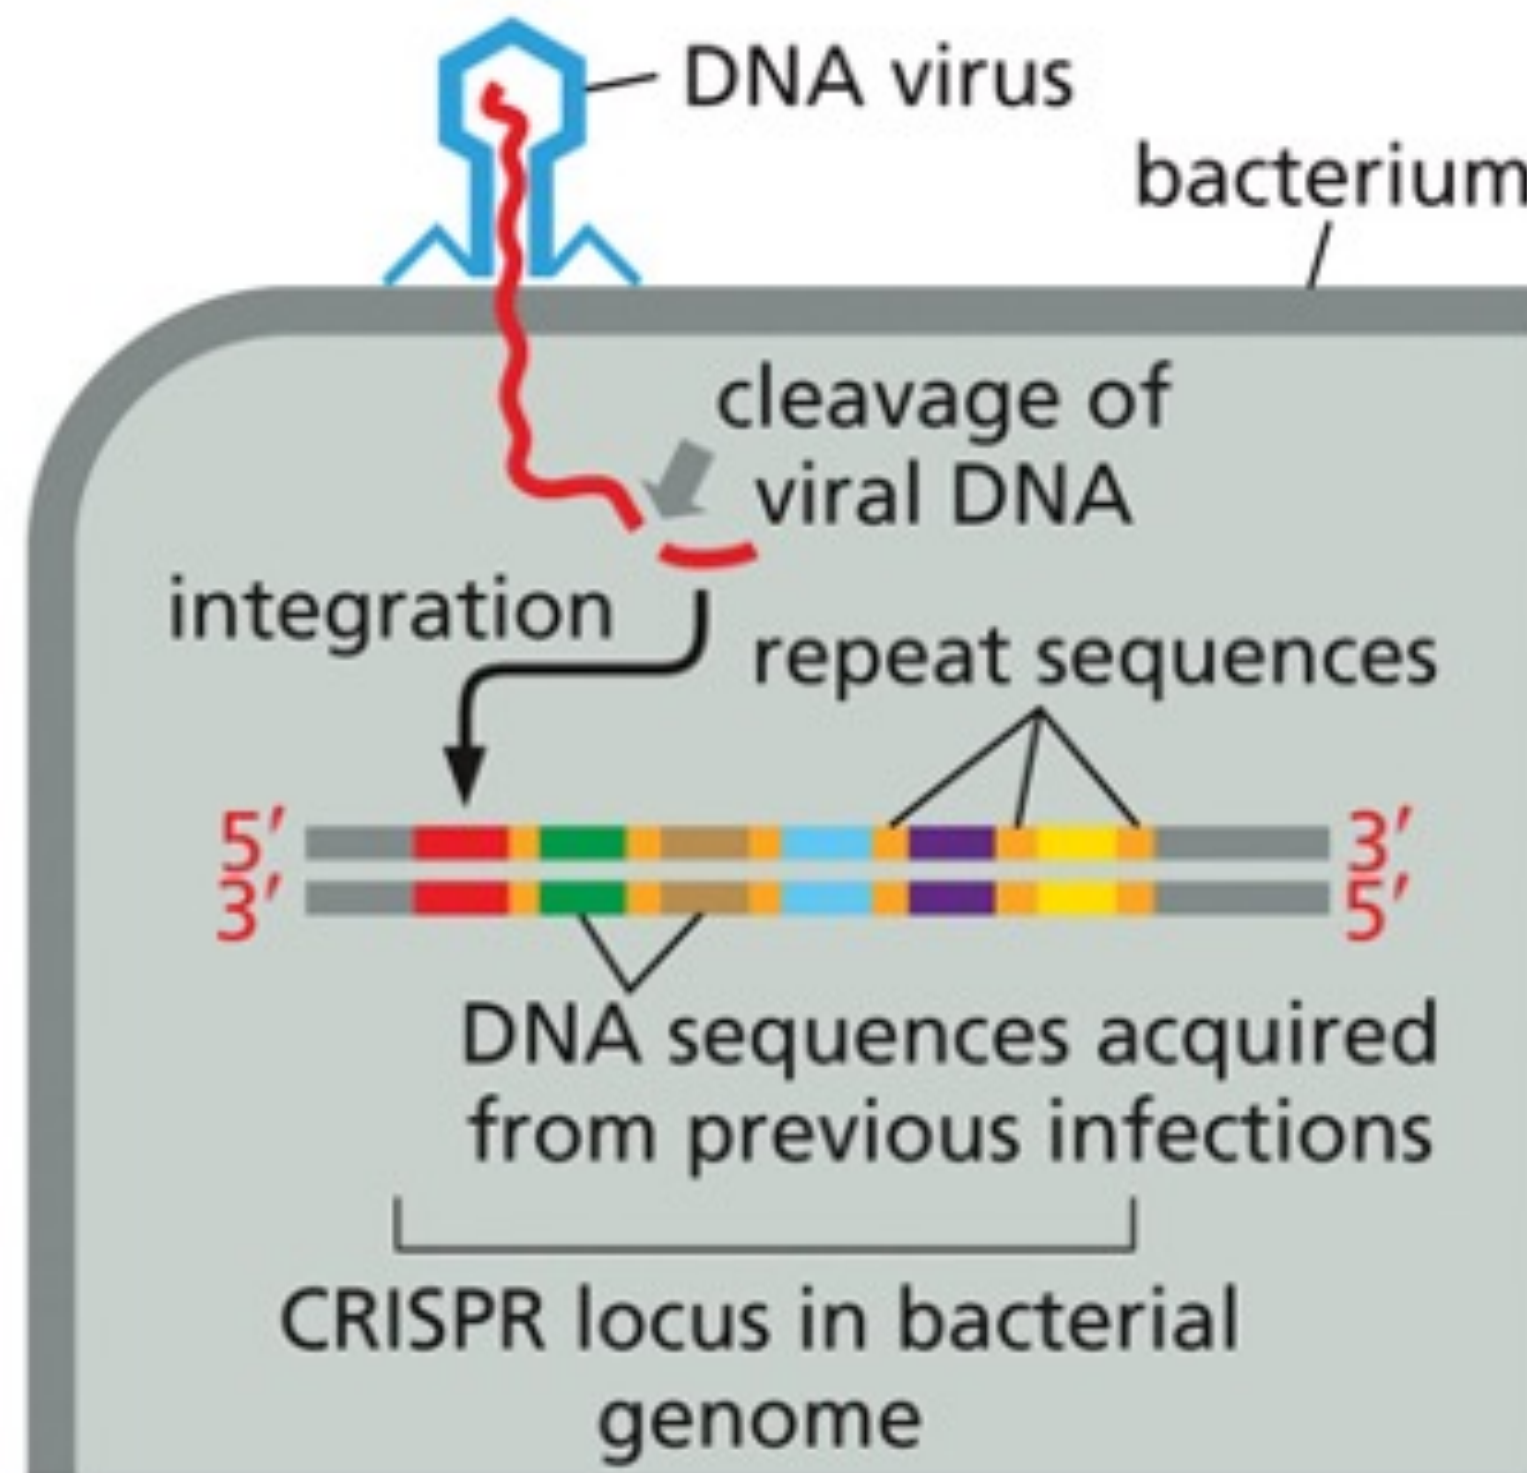 DNA virus
bacterium
cleavage of
viral DNA
integration
repeat sequences
5′
3′
3′
5′
DNA sequences acquired
from previous infections
CRISPR locus in bacterial
genome